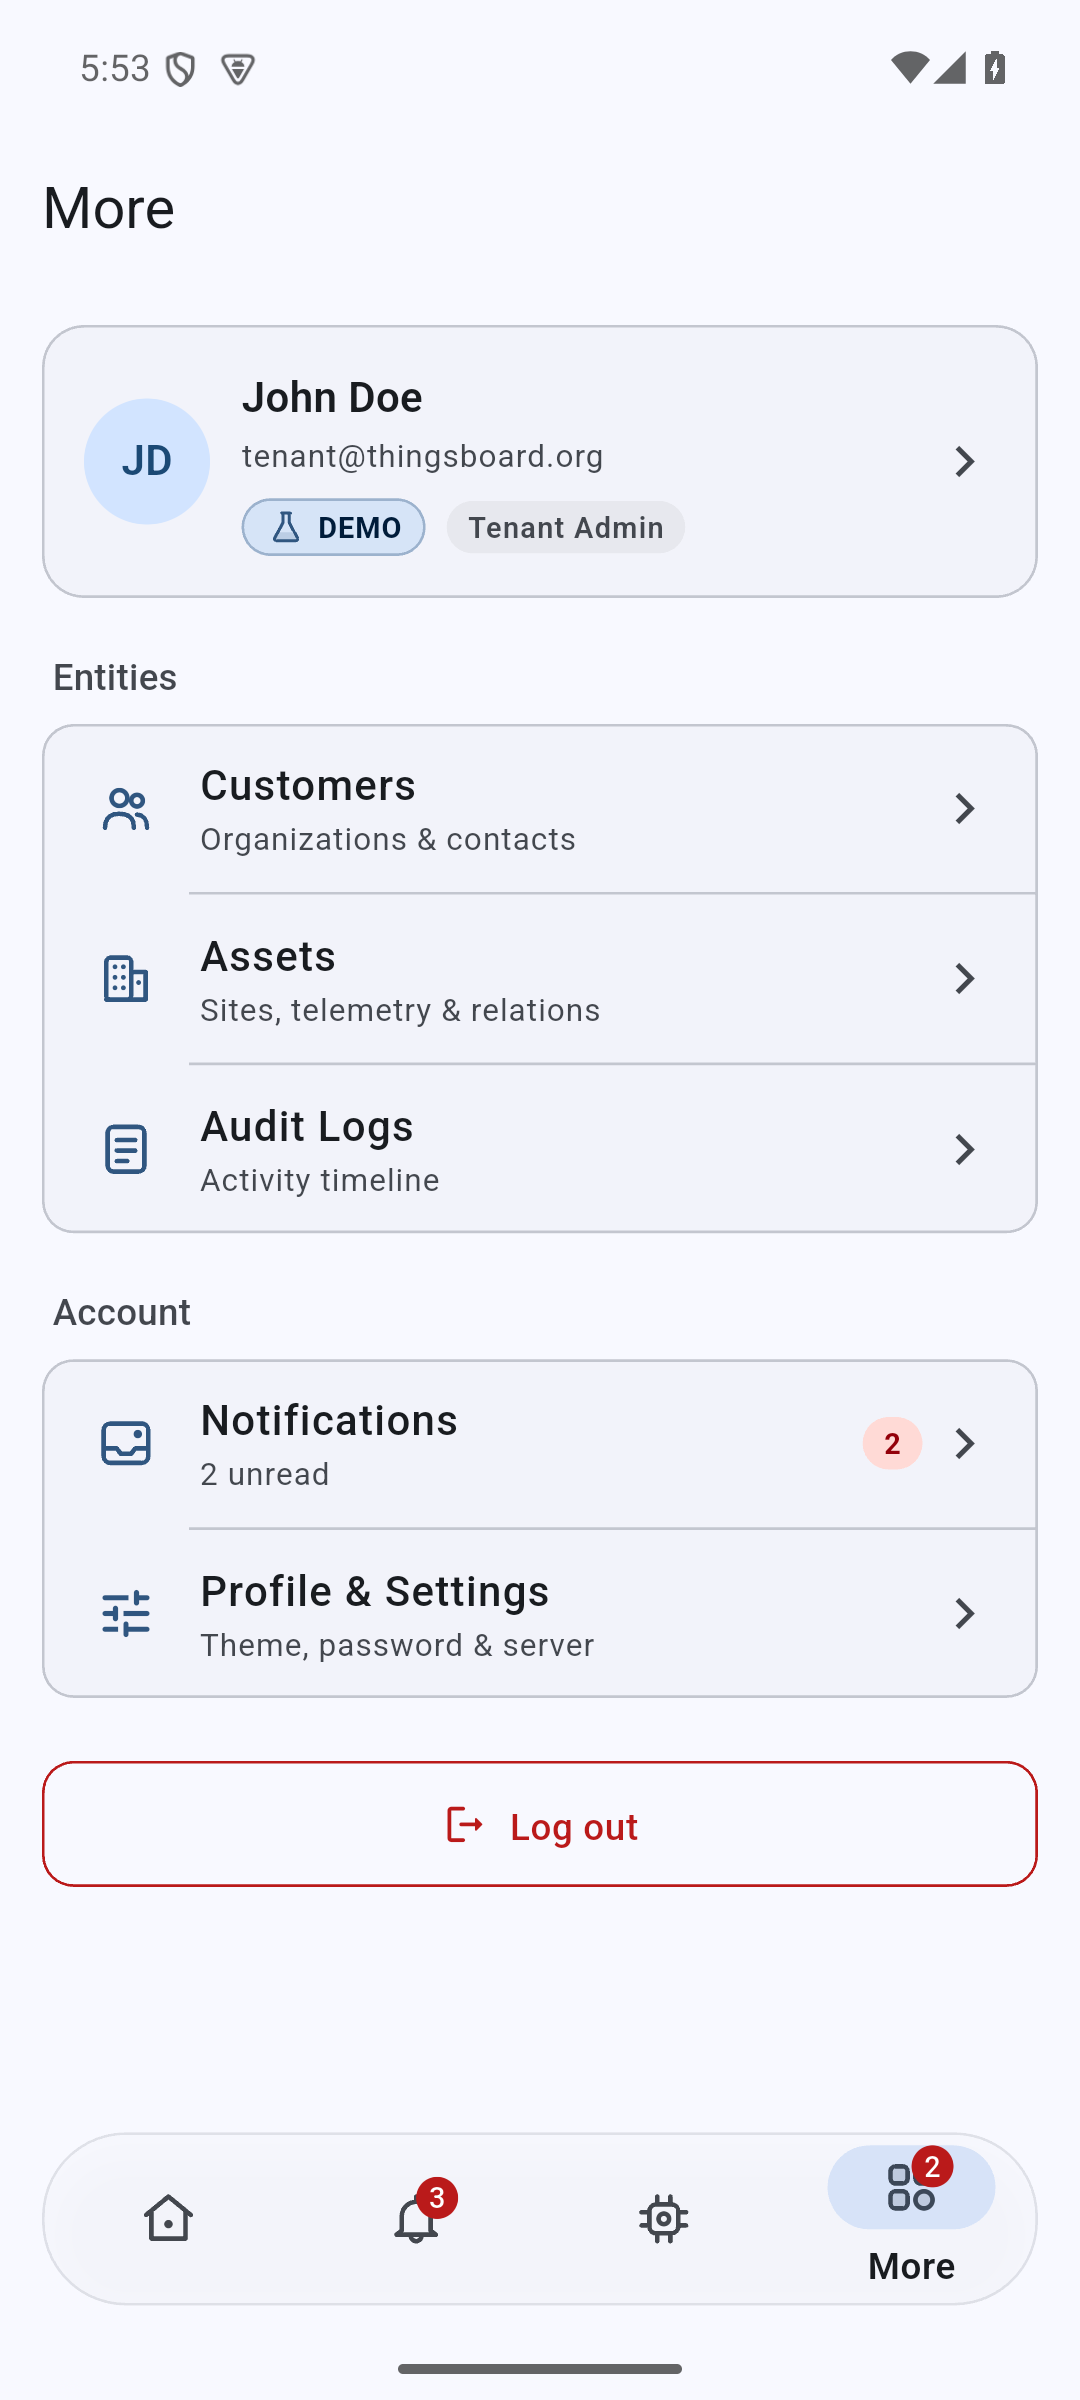 5:53
More
JD
John Doe
tenant@thingsboard.org
DEMO
Tenant Admin
Entities
Customers
Organizations & contacts
Assets
Sites, telemetry & relations
Audit Logs
Activity timeline
Account
Notifications
2 unread
2
Profile & Settings
Theme, password & server
Log out
3
2
More